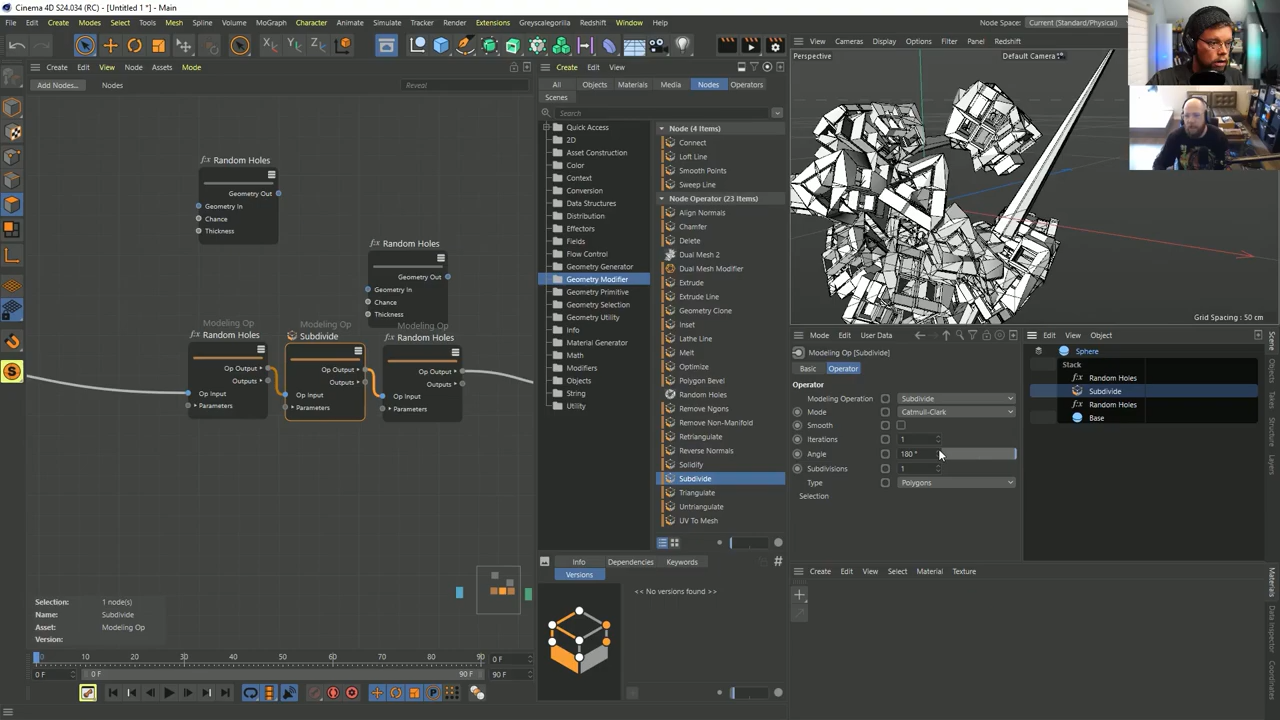 Cinema 4D S24.034 (RC) - [Untitled 1 *] - Main
File Edit Create Modes Select Tools Mesh Spline Volume MoGraph Character Animate Simulate Tracker Render Extensions Greyscalegorilla Redshift Window Help
Node Space: Current (Standard/Physical)
Create Edit View Node Assets Mode
Add Nodes... Nodes
Reveal
Random Holes
Geometry Out
Geometry In
Chance
Thickness
Random Holes
Geometry Out
Geometry In
Chance
Thickness
Modeling Op
Random Holes
Op Output
Outputs
Op Input
Parameters
Modeling Op
Subdivide
Op Output
Outputs
Op Input
Parameters
Modeling Op
Random Holes
Op Output
Outputs
Op Input
Parameters
Selection: 1 node(s)
Name: Subdivide
Asset: Modeling Op
Version:
Create Edit View
All Objects Materials Media Nodes Operators
Scenes
Search
Quick Access
2D
Asset Construction
Color
Context
Conversion
Data Structures
Distribution
Effectors
Fields
Flow Control
Geometry Generator
Geometry Modifier
Geometry Primitive
Geometry Selection
Geometry Utility
Info
Material Generator
Math
Modifiers
Objects
String
Utility
Node (4 Items)
Connect
Loft Line
Smooth Points
Sweep Line
Node Operator (23 Items)
Align Normals
Chamfer
Delete
Dual Mesh 2
Dual Mesh Modifier
Extrude
Extrude Line
Geometry Clone
Inset
Lathe Line
Melt
Optimize
Polygon Bevel
Random Holes
Remove Ngons
Remove Non-Manifold
Retriangulate
Reverse Normals
Solidify
Subdivide
Triangulate
Untriangulate
UV To Mesh
Info Dependencies Keywords
Versions
<< No versions found >>
View Cameras Display Options Filter Panel Redshift
Perspective
Default Camera
Grid Spacing : 50 cm
Mode Edit User Data
Modeling Op [Subdivide]
Basic Operator
Operator
Modeling Operation Subdivide
Mode Catmull-Clark
Smooth
Iterations 1
Angle 180 °
Subdivisions 1
Type Polygons
Selection
Edit View Object
Sphere
Stack
Random Holes
Subdivide
Random Holes
Base
Scene
Takes
Attributes
Structure
Layers
Create Edit View Select Material Texture
Materials
Data Inspector
Coordinates
10 20 30 40 50 60 70 80 90
0 F
0 F
0 F
90 F
90 F